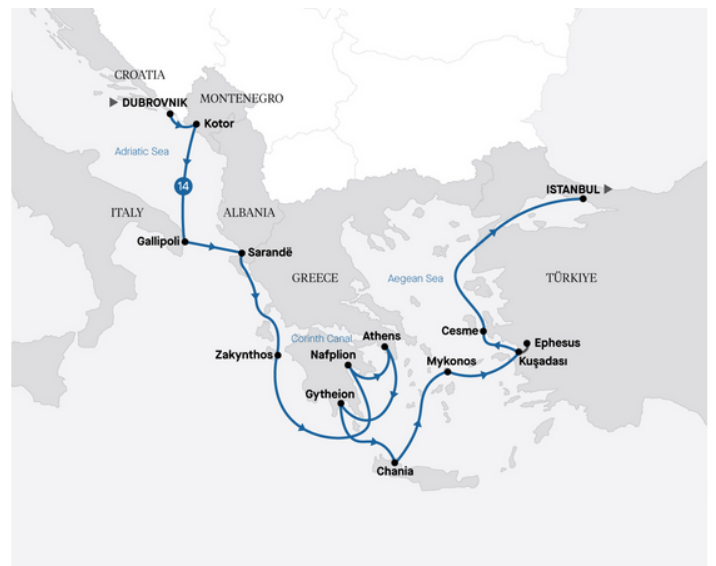 CROATIA
DUBROVNIK
MONTENEGRO
Kotor
Adriatic Sea
14
ISTANBUL
ITALY
ALBANIA
Gallipoli
Sarandë
GREECE
Aegean Sea
TÜRKIYE
Cesme
Corinth Canal
Athens
Ephesus
Zakynthos
Nafplion
Mykonos
Kuşadası
Gytheion
Chania